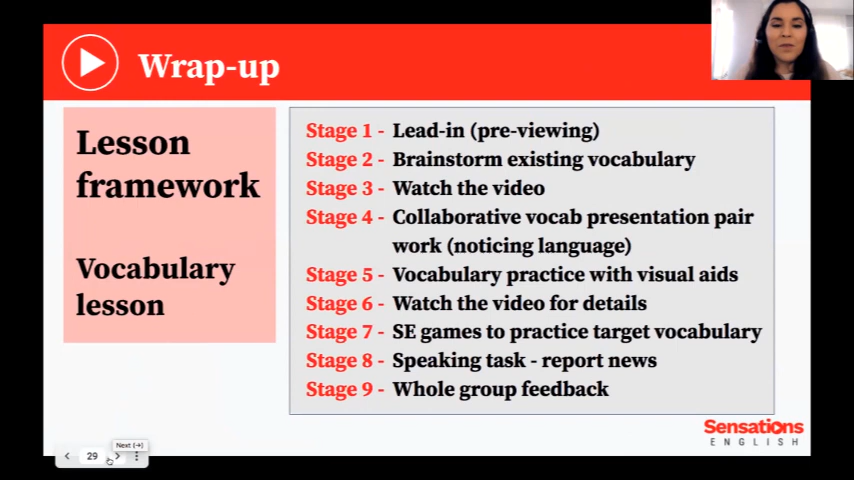 Wrap-up
Lesson
framework
Vocabulary
lesson
Stage 1 - Lead-in (pre-viewing)
Stage 2 - Brainstorm existing vocabulary
Stage 3 - Watch the video
Stage 4 - Collaborative vocab presentation pair
work (noticing language)
Stage 5 - Vocabulary practice with visual aids
Stage 6 - Watch the video for details
Stage 7 - SE games to practice target vocabulary
Stage 8 - Speaking task - report news
Stage 9 - Whole group feedback
Sensations
ENGLISH
Next (→)
29